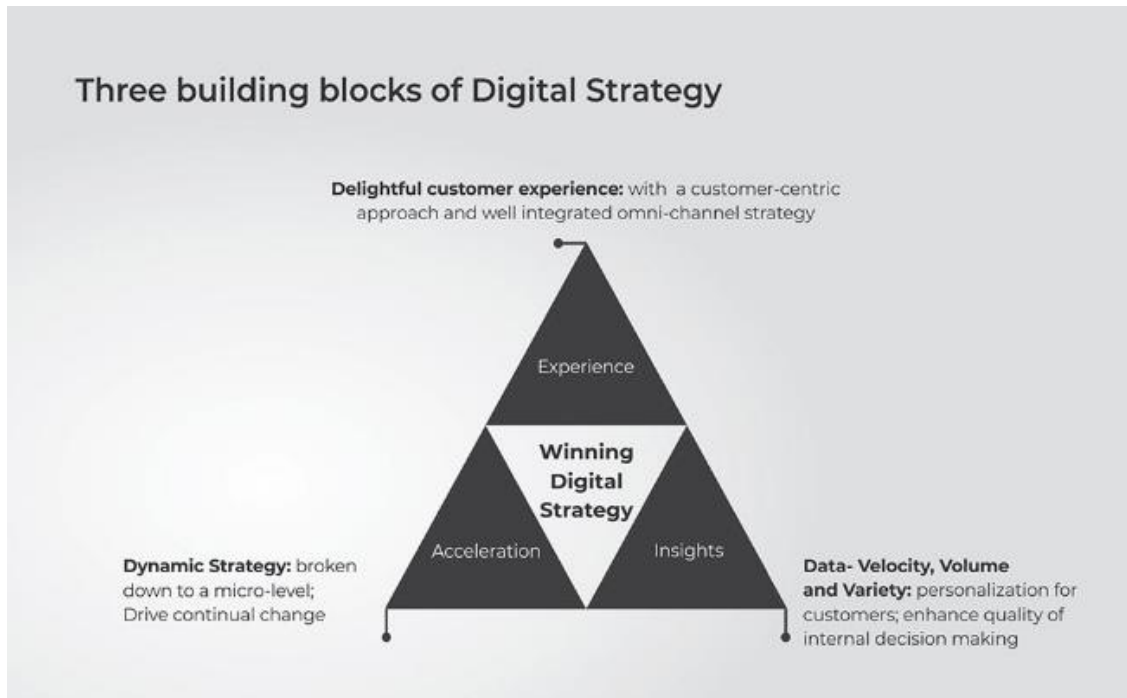 Three building blocks of Digital Strategy
Delightful customer experience: with a customer-centric
approach and well integrated omni-channel strategy
Experience
Winning
Digital
Strategy
Acceleration
Insights
Dynamic Strategy: broken
down to a micro-level;
Drive continual change
Data- Velocity, Volume
and Variety: personalization for
customers; enhance quality of
internal decision making